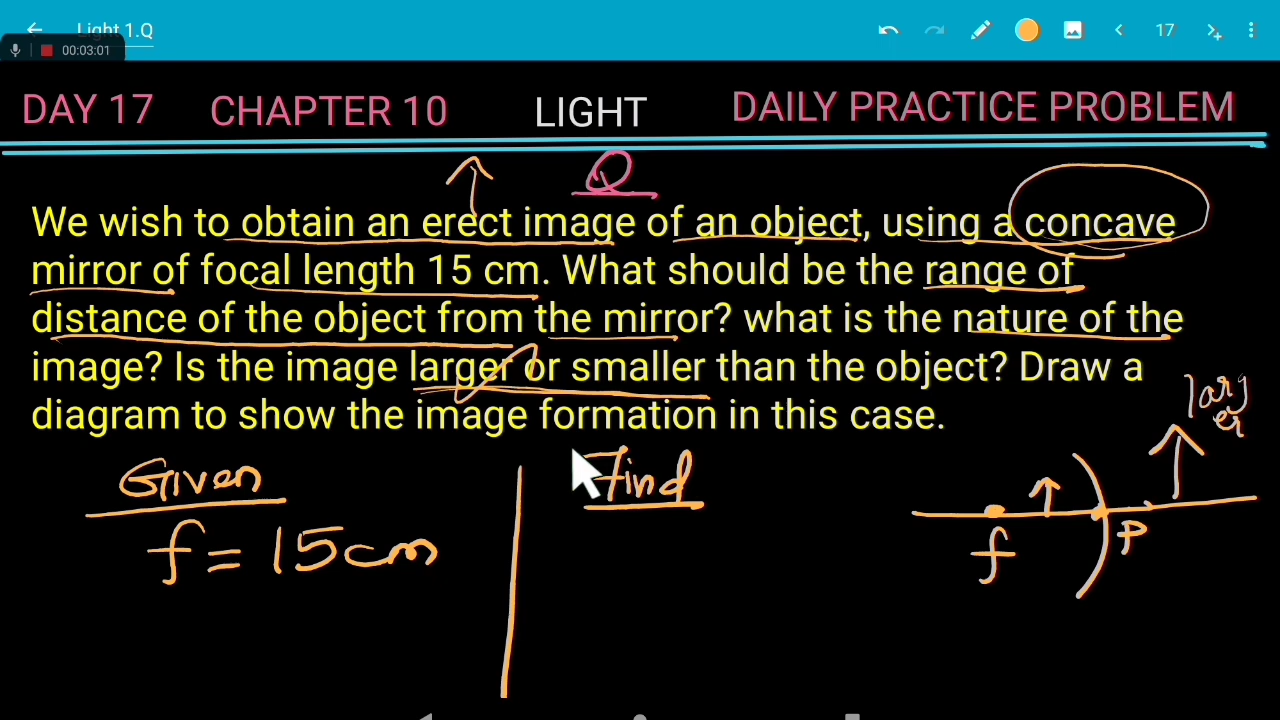 Light 1.Q
00:03:01
17
DAY 17 CHAPTER 10 LIGHT DAILY PRACTICE PROBLEM
Q
We wish to obtain an erect image of an object, using a concave
mirror of focal length 15 cm. What should be the range of
distance of the object from the mirror? what is the nature of the
image? Is the image larger or smaller than the object? Draw a
diagram to show the image formation in this case.
larg
er
Given
Find
f = 15cm
f
P